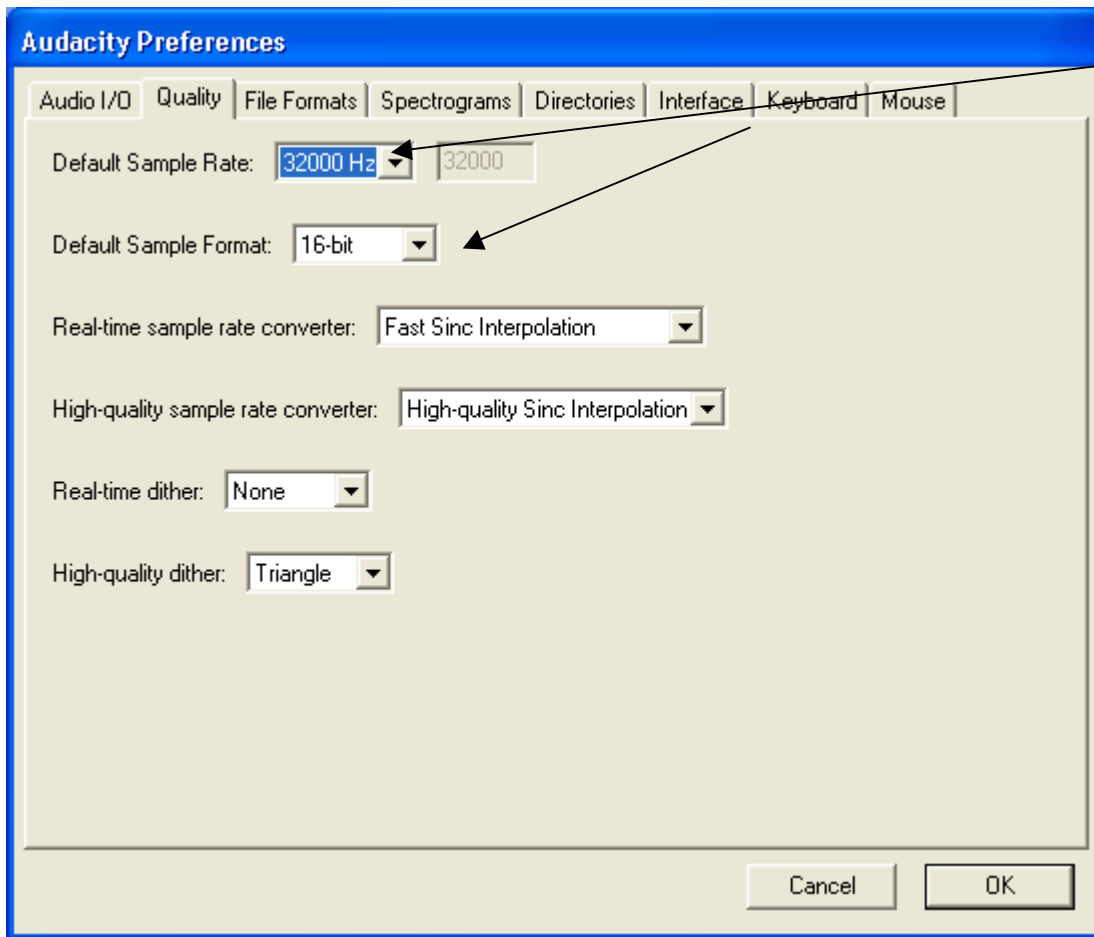 Audacity Preferences
Audio I/O Quality File Formats Spectrograms Directories Interface Keyboard Mouse
Default Sample Rate: 32000 Hz 32000
Default Sample Format: 16-bit
Real-time sample rate converter: Fast Sinc Interpolation
High-quality sample rate converter: High-quality Sinc Interpolation
Real-time dither: None
High-quality dither: Triangle
Cancel OK